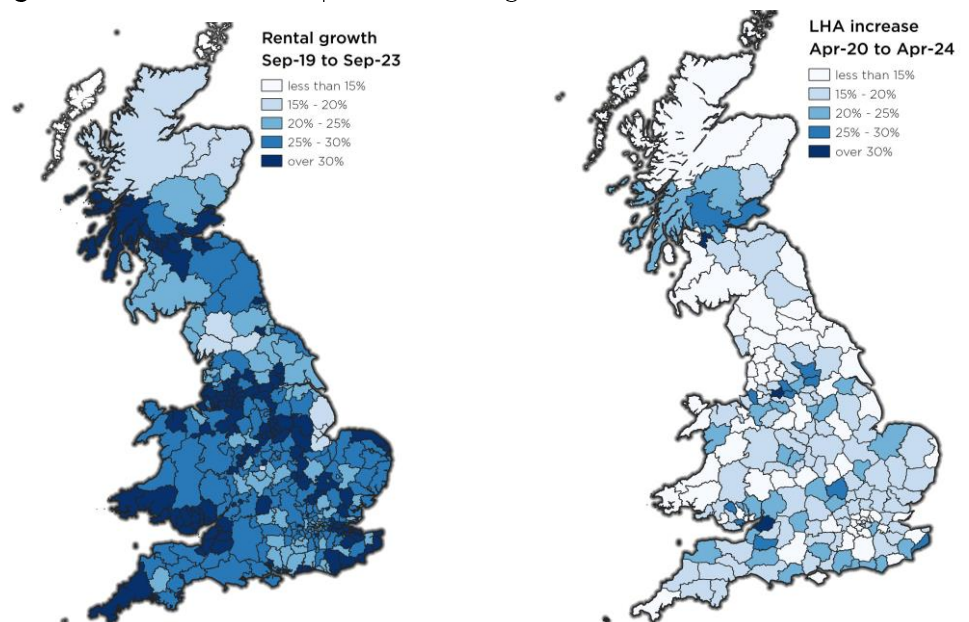 Rental growth
Sep-19 to Sep-23
less than 15%
15% - 20%
20% - 25%
25% - 30%
over 30%
LHA increase
Apr-20 to Apr-24
less than 15%
15% - 20%
20% - 25%
25% - 30%
over 30%